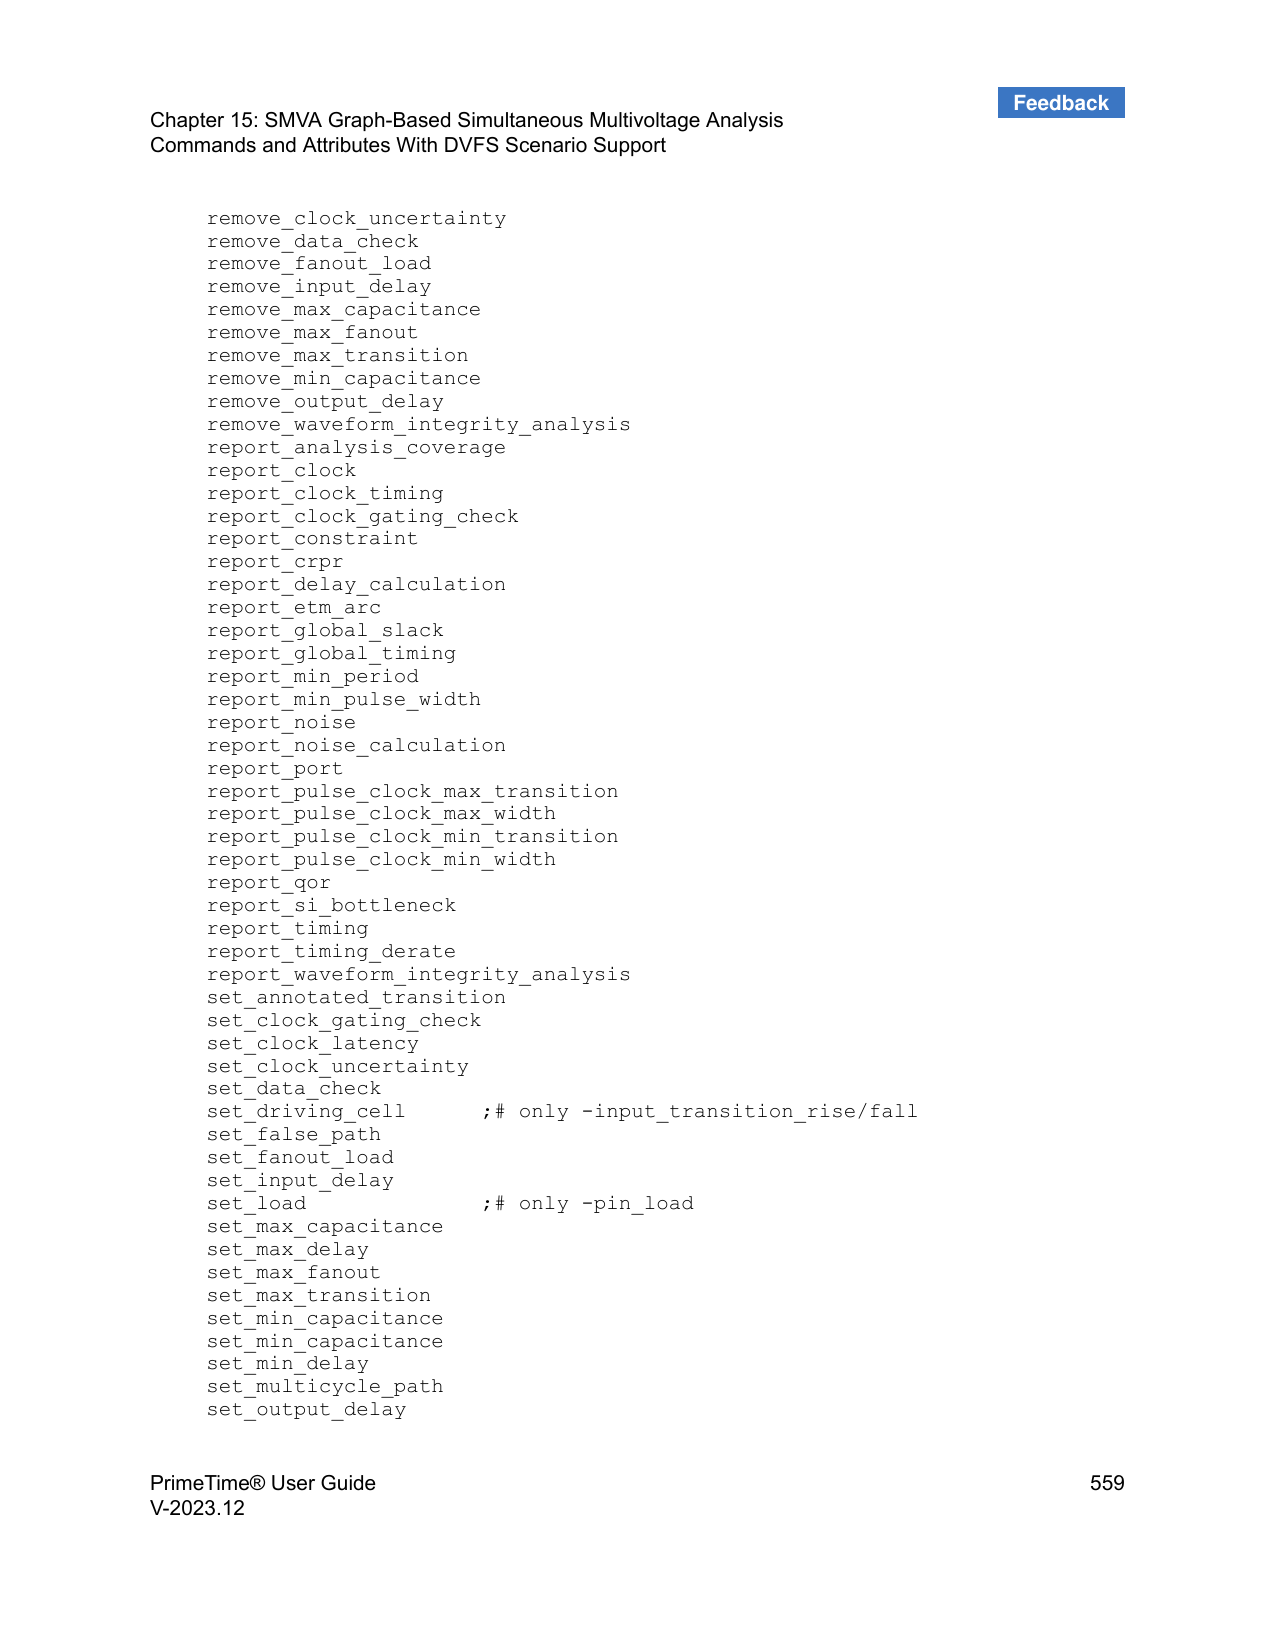 Feedback
Chapter 15: SMVA Graph-Based Simultaneous Multivoltage Analysis
Commands and Attributes With DVFS Scenario Support
remove_clock_uncertainty
remove_data_check
remove_fanout_load
remove_input_delay
remove_max_capacitance
remove_max_fanout
remove_max_transition
remove_min_capacitance
remove_output_delay
remove_waveform_integrity_analysis
report_analysis_coverage
report_clock
report_clock_timing
report_clock_gating_check
report_constraint
report_crpr
report_delay_calculation
report_etm_arc
report_global_slack
report_global_timing
report_min_period
report_min_pulse_width
report_noise
report_noise_calculation
report_port
report_pulse_clock_max_transition
report_pulse_clock_max_width
report_pulse_clock_min_transition
report_pulse_clock_min_width
report_qor
report_si_bottleneck
report_timing
report_timing_derate
report_waveform_integrity_analysis
set_annotated_transition
set_clock_gating_check
set_clock_latency
set_clock_uncertainty
set_data_check
set_driving_cell ;# only -input_transition_rise/fall
set_false_path
set_fanout_load
set_input_delay
set_load ;# only -pin_load
set_max_capacitance
set_max_delay
set_max_fanout
set_max_transition
set_min_capacitance
set_min_capacitance
set_min_delay
set_multicycle_path
set_output_delay
PrimeTime® User Guide 559
V-2023.12